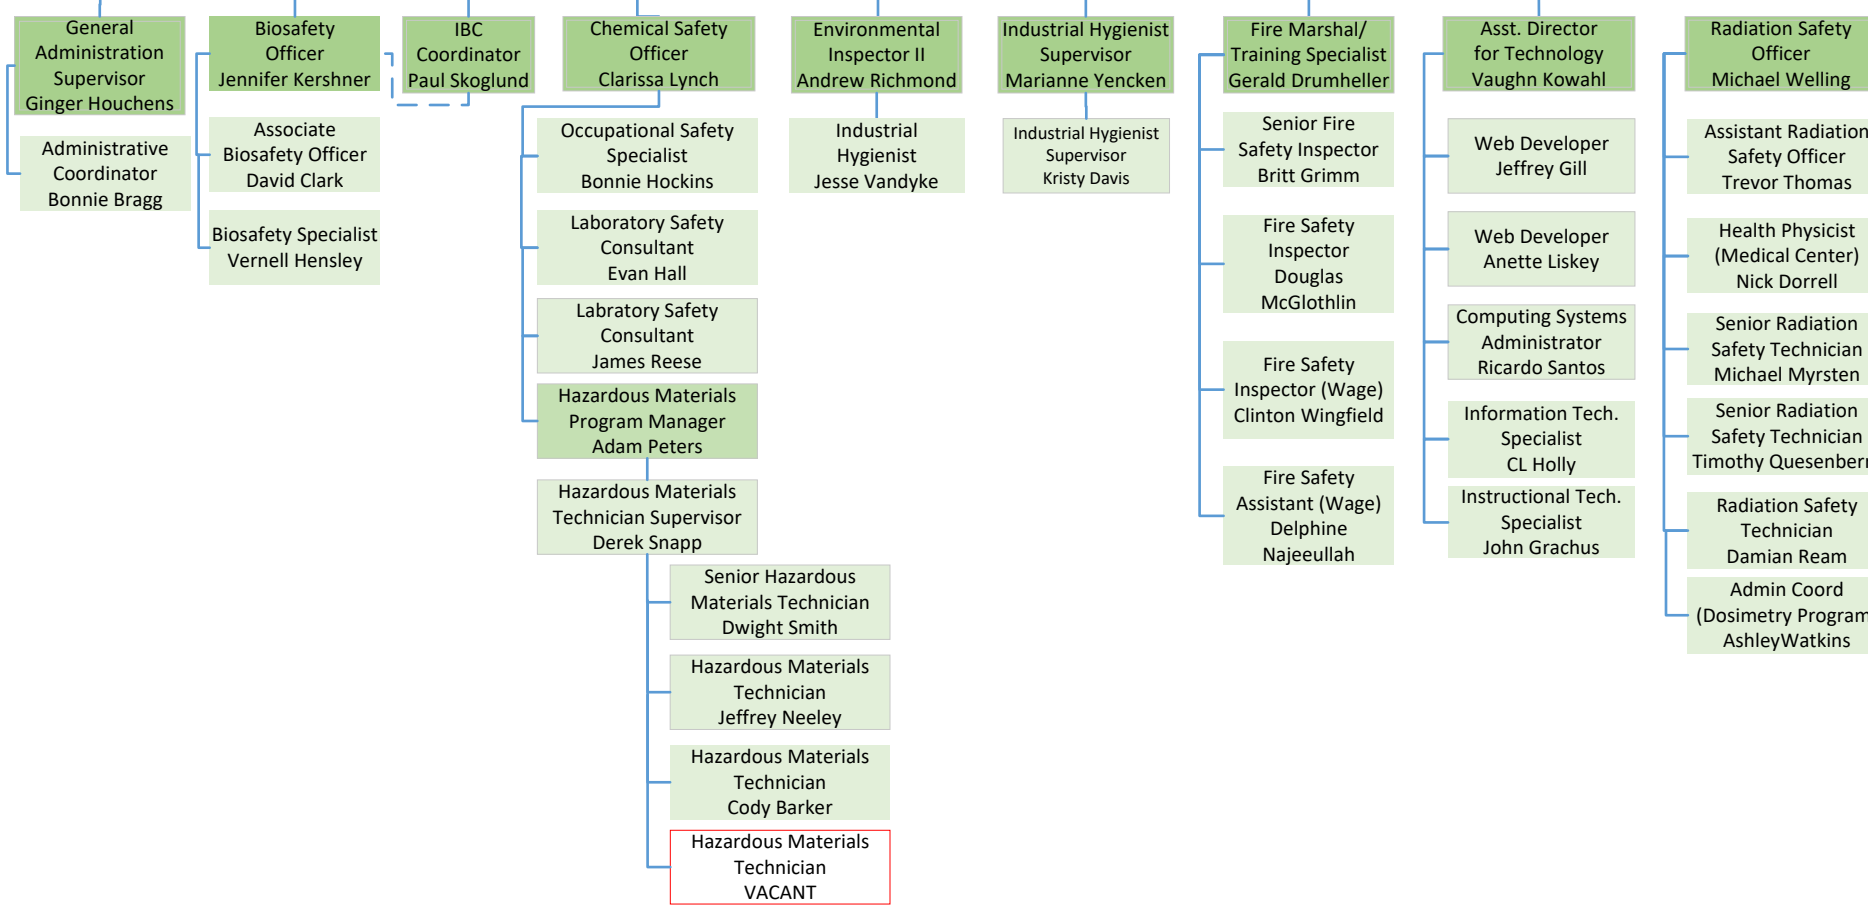 General
Administration
Supervisor
Ginger Houchens
Administrative
Coordinator
Bonnie Bragg
Biosafety
Officer
Jennifer Kershner
Associate
Biosafety Officer
David Clark
Biosafety Specialist
Vernell Hensley
IBC
Coordinator
Paul Skoglund
Chemical Safety
Officer
Clarissa Lynch
Occupational Safety
Specialist
Bonnie Hockins
Laboratory Safety
Consultant
Evan Hall
Labratory Safety
Consultant
James Reese
Hazardous Materials
Program Manager
Adam Peters
Hazardous Materials
Technician Supervisor
Derek Snapp
Senior Hazardous
Materials Technician
Dwight Smith
Hazardous Materials
Technician
Jeffrey Neeley
Hazardous Materials
Technician
Cody Barker
Hazardous Materials
Technician
VACANT
Environmental
Inspector II
Andrew Richmond
Industrial
Hygienist
Jesse Vandyke
Industrial Hygienist
Supervisor
Marianne Yencken
Industrial Hygienist
Supervisor
Kristy Davis
Fire Marshal/
Training Specialist
Gerald Drumheller
Senior Fire
Safety Inspector
Britt Grimm
Fire Safety
Inspector
Douglas
McGlothlin
Fire Safety
Inspector (Wage)
Clinton Wingfield
Fire Safety
Assistant (Wage)
Delphine
Najeeullah
Asst. Director
for Technology
Vaughn Kowahl
Web Developer
Jeffrey Gill
Web Developer
Anette Liskey
Computing Systems
Administrator
Ricardo Santos
Information Tech.
Specialist
CL Holly
Instructional Tech.
Specialist
John Grachus
Radiation Safety
Officer
Michael Welling
Assistant Radiation
Safety Officer
Trevor Thomas
Health Physicist
(Medical Center)
Nick Dorrell
Senior Radiation
Safety Technician
Michael Myrsten
Senior Radiation
Safety Technician
Timothy
Radiation Safety
Technician
Damian Ream
Admin Coord
(Dosimetry Program
AshleyWatkins